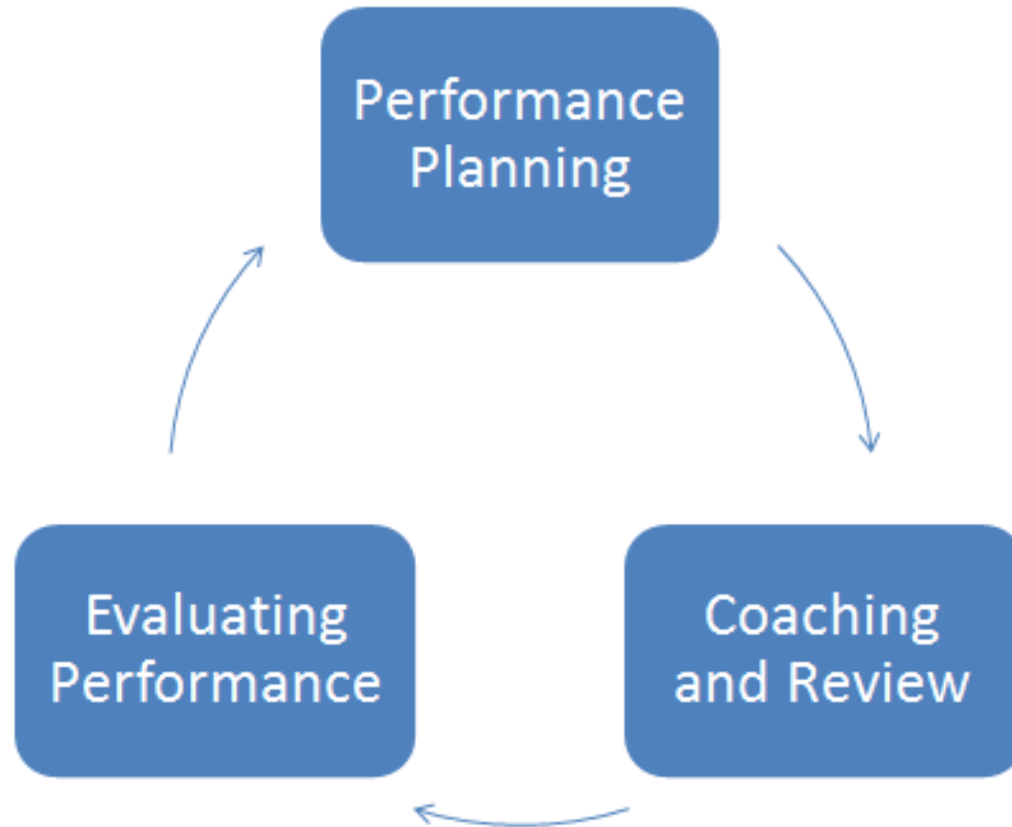 Performance
Planning
Coaching
and Review
Evaluating
Performance